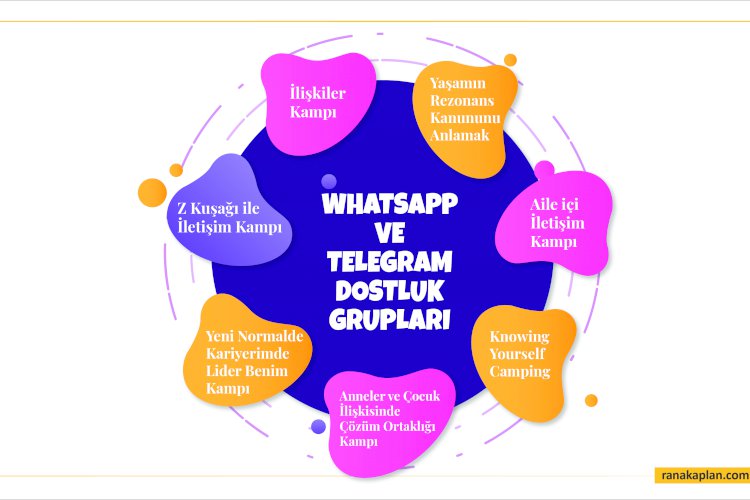 İlişkiler
Kampı
Yaşamın
Rezonans
Kanununu
Anlamak
Z Kuşağı ile
İletişim Kampı
WHATSAPP
VE
TELEGRAM
DOSTLUK
GRUPLARI
Aile içi
İletişim
Kampı
Yeni Normalde
Kariyerimde
Lider Benim
Kampı
Knowing
Yourself
Camping
Anneler ve Çocuk
İlişkisinde
Çözüm Ortaklığı
Kampı
ranakaplan.com